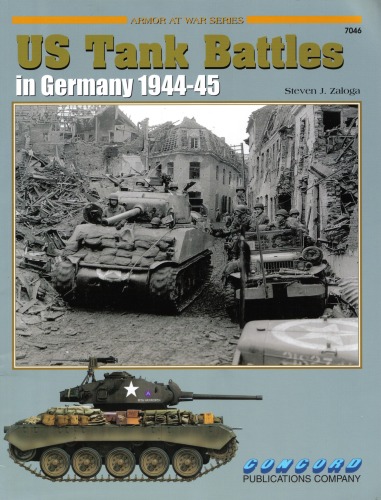 ARMOR AT WAR SERIES
7046
US Tank Battles
in Germany 1944-45
Steven J. Zaloga
CONCORD
PUBLICATIONS COMPANY